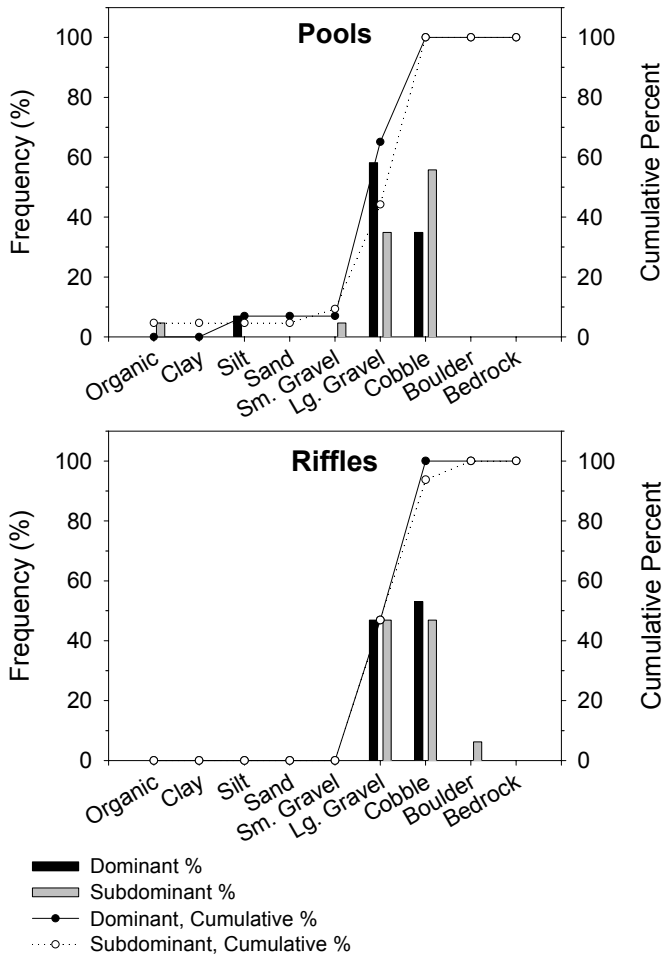 Pools
100
80
60
40
20
0
Frequency (%)
100
80
60
40
20
0
Cumulative Percent
Organic
Clay
Silt
Sand
Sm. Gravel
Lg. Gravel
Cobble
Boulder
Bedrock
Riffles
100
80
60
40
20
0
Frequency (%)
100
80
60
40
20
0
Cumulative Percent
Organic
Clay
Silt
Sand
Sm. Gravel
Lg. Gravel
Cobble
Boulder
Bedrock
Dominant %
Subdominant %
Dominant, Cumulative %
Subdominant, Cumulative %